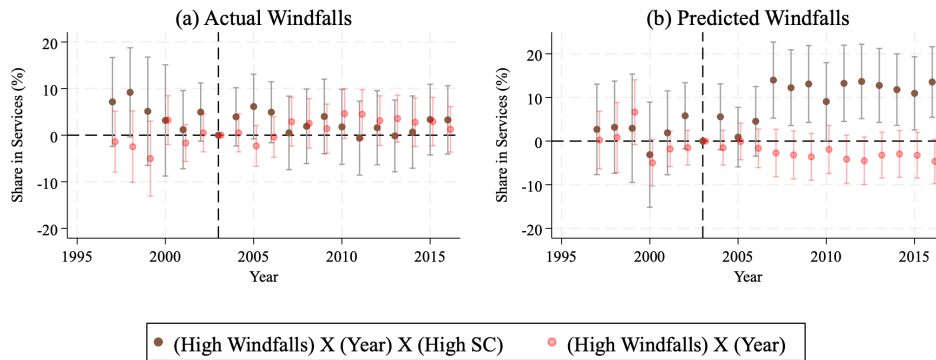 (a) Actual Windfalls
Share in Services (%)
20
10
0
-10
-20
1995
2000
2005
2010
2015
Year
(b) Predicted Windfalls
Share in Services (%)
20
10
0
-10
-20
1995
2000
2005
2010
2015
Year
(High Windfalls) X (Year) X (High SC)
(High Windfalls) X (Year)